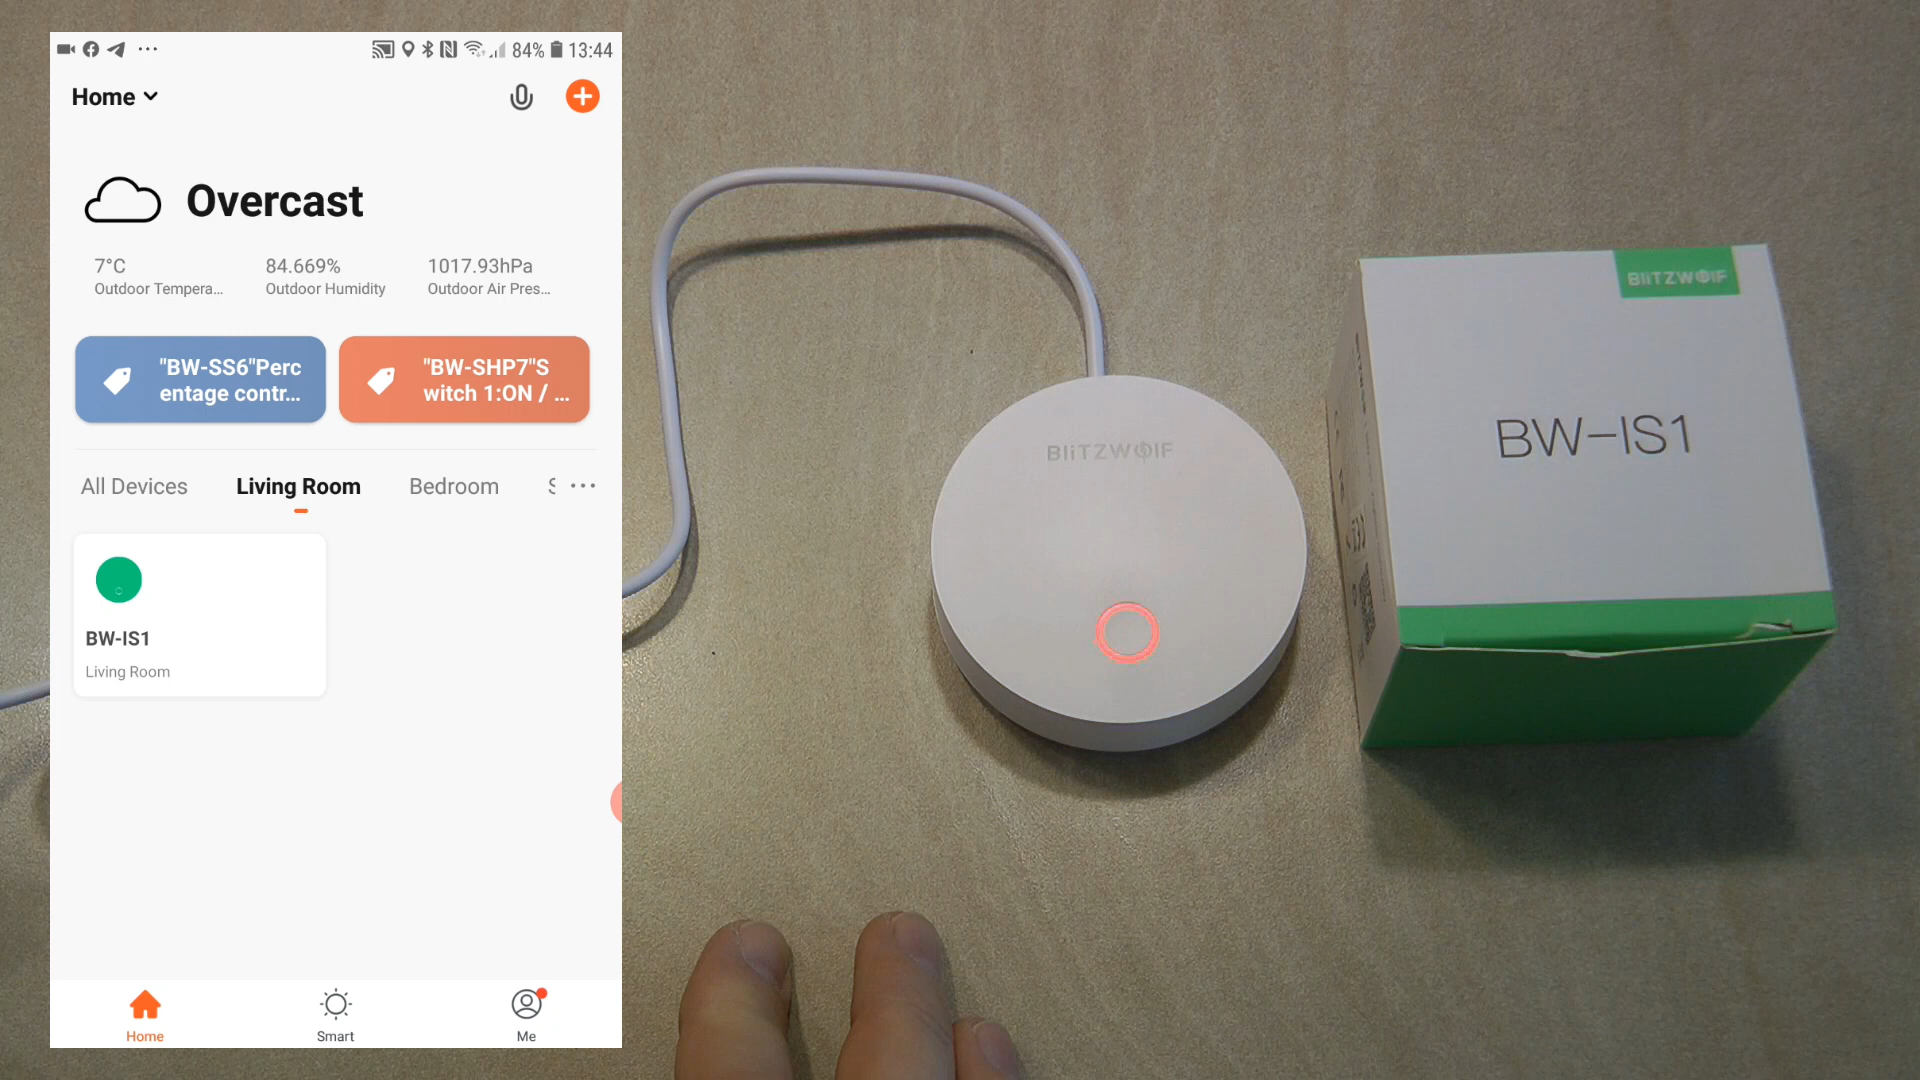 84% 13:44
Home
Overcast
7°C 84.669% 1017.93hPa
Outdoor Tempera... Outdoor Humidity Outdoor Air Pres...
"BW-SS6"Perc
entage contr...
"BW-SHP7"S
witch 1:ON / ...
All Devices Living Room Bedroom
BW-IS1
Living Room
Home Smart Me
BLiTZWOLF
BLiTZWOLF
BW-IS1